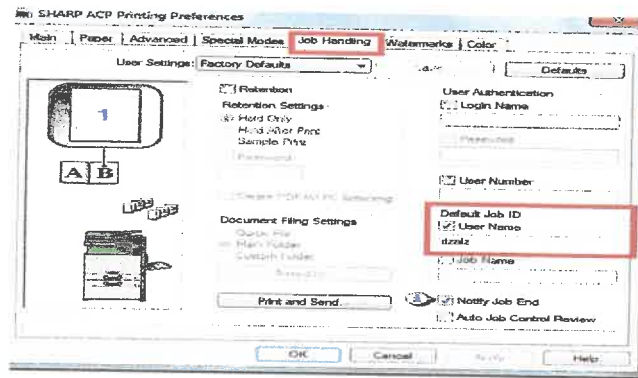 SHARP ACP Printing Preferences
Main Paper Advanced Special Modes Job Handling Watermarks Color
User Settings: Factory Defaults Defaults
1
A B
Retention
Retention Settings
Hold Only
Hold After Print
Sample Print
Password
Document Filing Settings
Quick File
Main Folder
Custom Folder
Print and Send...
User Authentication
Login Name
Password
User Number
Default Job ID
User Name
Job Name
Notify Job End
Auto Job Control Review
OK Cancel Apply Help